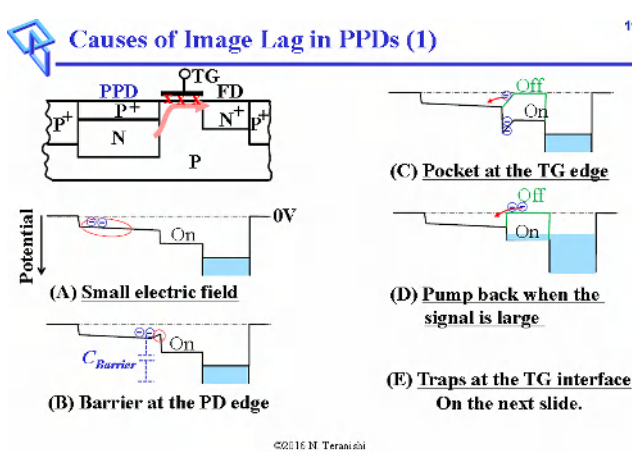 Causes of Image Lag in PPDs (1)
TG
PPD
FD
P+
P+
N+
P+
N
P
0V
Potential
On
(A) Small electric field
On
C Barrier
(B) Barrier at the PD edge
Off
On
(C) Pocket at the TG edge
Off
On
(D) Pump back when the
signal is large
(E) Traps at the TG interface
On the next slide.
©2016 N. Teranishi